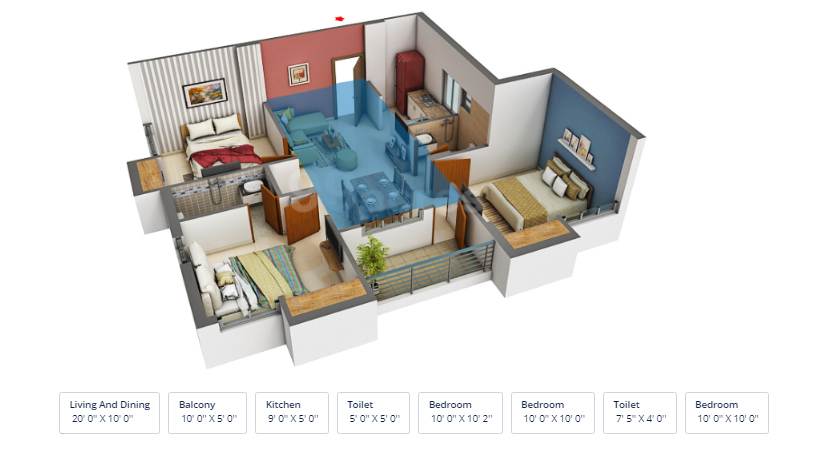 Living And Dining
20' 0" X 10' 0"
Balcony
10' 0" X 5' 0"
Kitchen
9' 0" X 5' 0"
Toilet
5' 0" X 5' 0"
Bedroom
10' 0" X 10' 2"
Bedroom
10' 0" X 10' 0"
Toilet
7' 5" X 4' 0"
Bedroom
10' 0" X 10' 0"